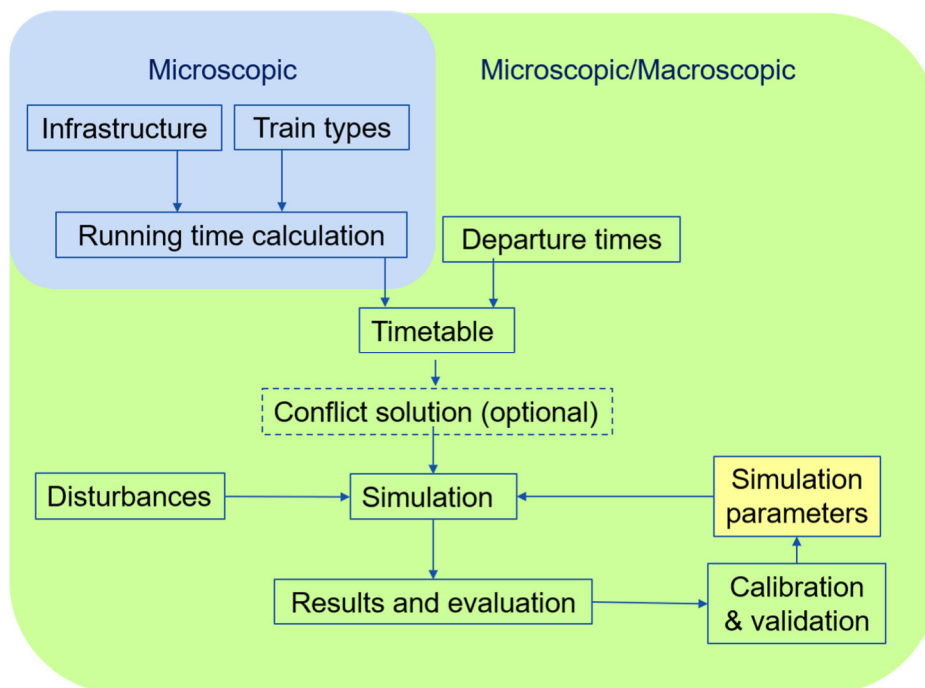 Microscopic
Microscopic/Macroscopic
Infrastructure
Train types
Running time calculation
Departure times
Timetable
Conflict solution (optional)
Disturbances
Simulation
Simulation
parameters
Results and evaluation
Calibration
& validation